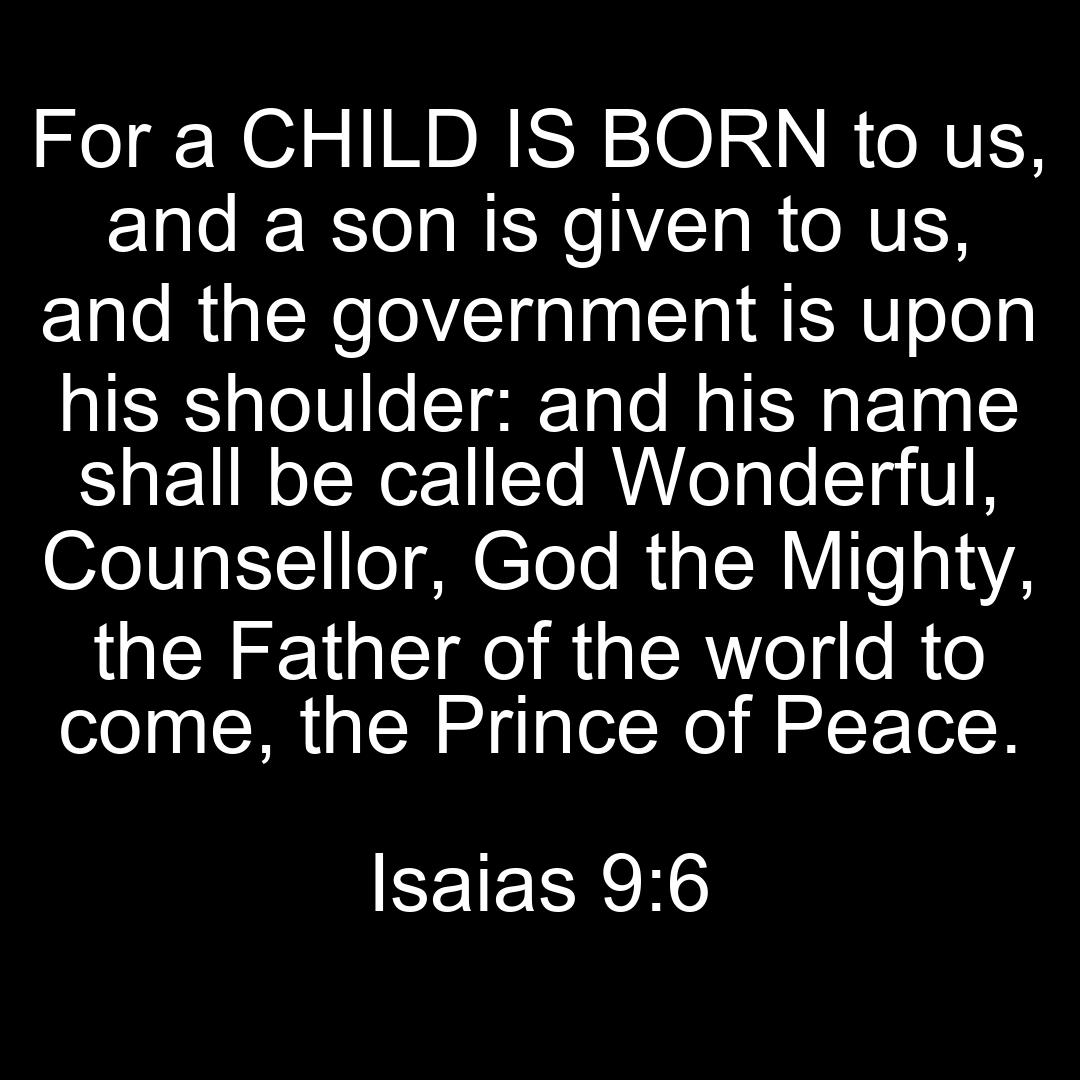 For a CHILD IS BORN to us,
and a son is given to us,
and the government is upon
his shoulder: and his name
shall be called Wonderful,
Counsellor, God the Mighty,
the Father of the world to
come, the Prince of Peace.
Isaias 9:6